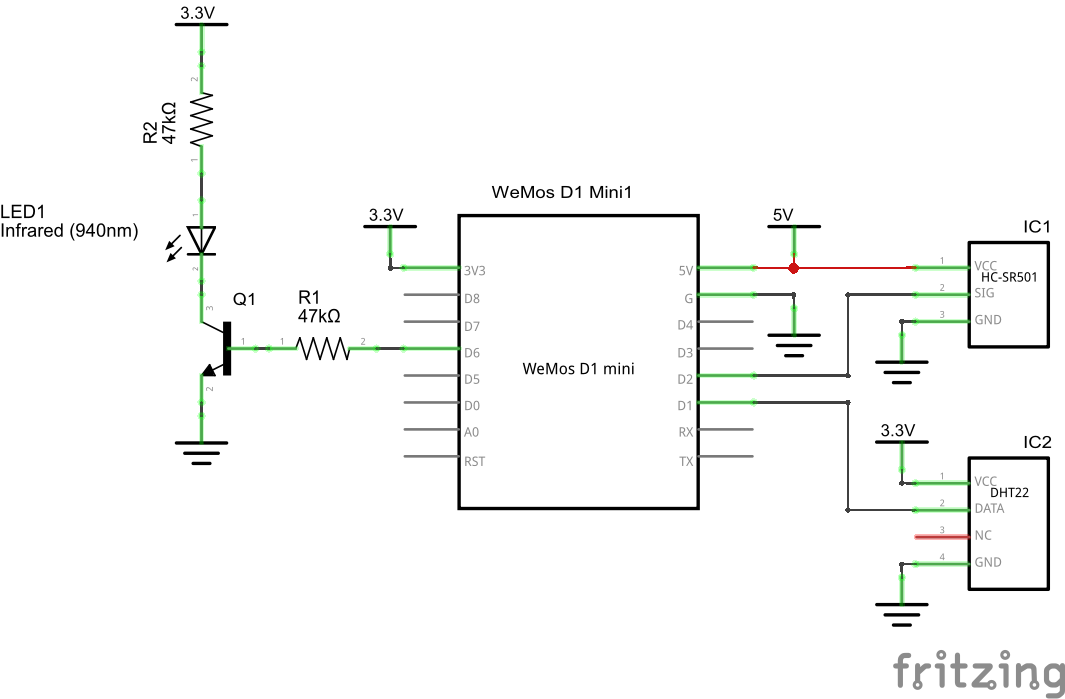 3.3V
2
R2
47kΩ
1
LED1
Infrared (940nm)
1
2
Q1
3
1
2
R1
47kΩ
1
2
WeMos D1 Mini1
3.3V
3V3
D8
D7
D6
D5
D0
A0
RST
WeMos D1 mini
5V
G
D4
D3
D2
D1
RX
TX
5V
IC1
1
VCC
HC-SR501
2
SIG
3
GND
3.3V
IC2
1
VCC
DHT22
2
DATA
3
NC
4
GND
fritzing